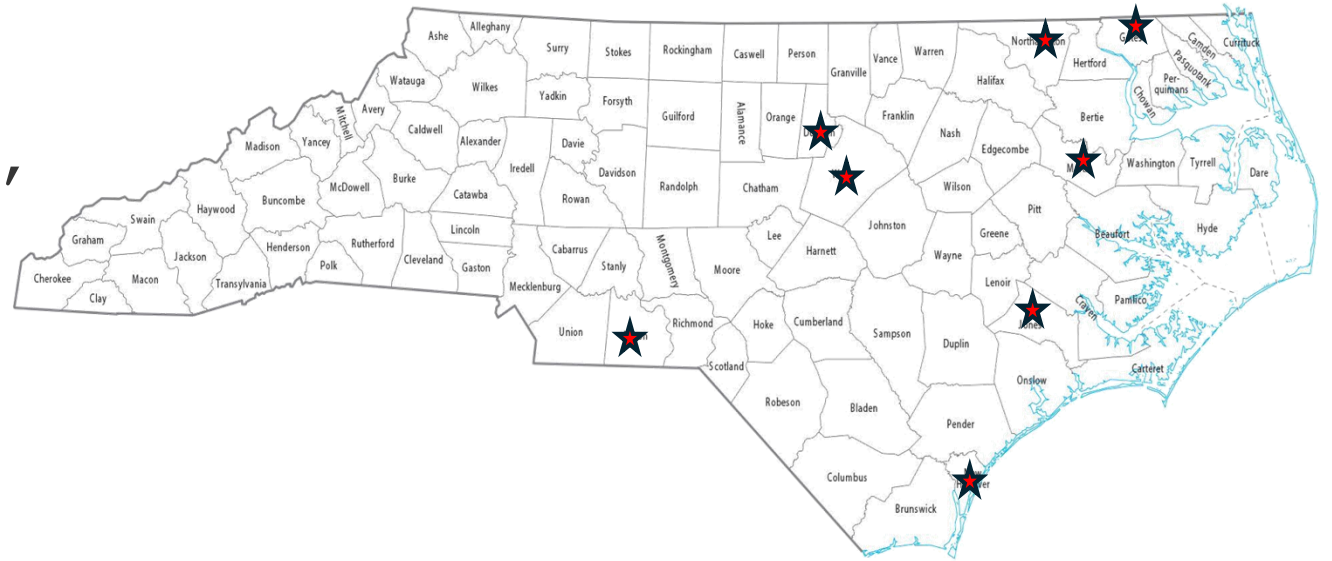 ,
Ashe
Alleghany
Surry
Stokes
Rockingham
Caswell
Person
Granville
Vance
Warren
Halifax
Hertford
Camden
Currituck
Pasquotank
Per-
quimans
Chowan
Bertie
Watauga
Wilkes
Yadkin
Forsyth
Guilford
Alamance
Orange
Franklin
Nash
Edgecombe
Washington
Tyrrell
Dare
Avery
Mitchell
Yancey
Madison
Caldwell
Alexander
Iredell
Davie
Davidson
Randolph
Chatham
Wilson
Pitt
Beaufort
Hyde
McDowell
Burke
Catawba
Rowan
Buncombe
Haywood
Swain
Graham
Cherokee
Clay
Macon
Jackson
Transylvania
Henderson
Polk
Rutherford
Cleveland
Lincoln
Gaston
Mecklenburg
Cabarrus
Stanly
Montgomery
Moore
Lee
Harnett
Johnston
Wayne
Greene
Lenoir
Craven
Pamlico
Carteret
Union
Richmond
Scotland
Hoke
Cumberland
Sampson
Duplin
Jones
Onslow
Robeson
Bladen
Pender
Columbus
Brunswick